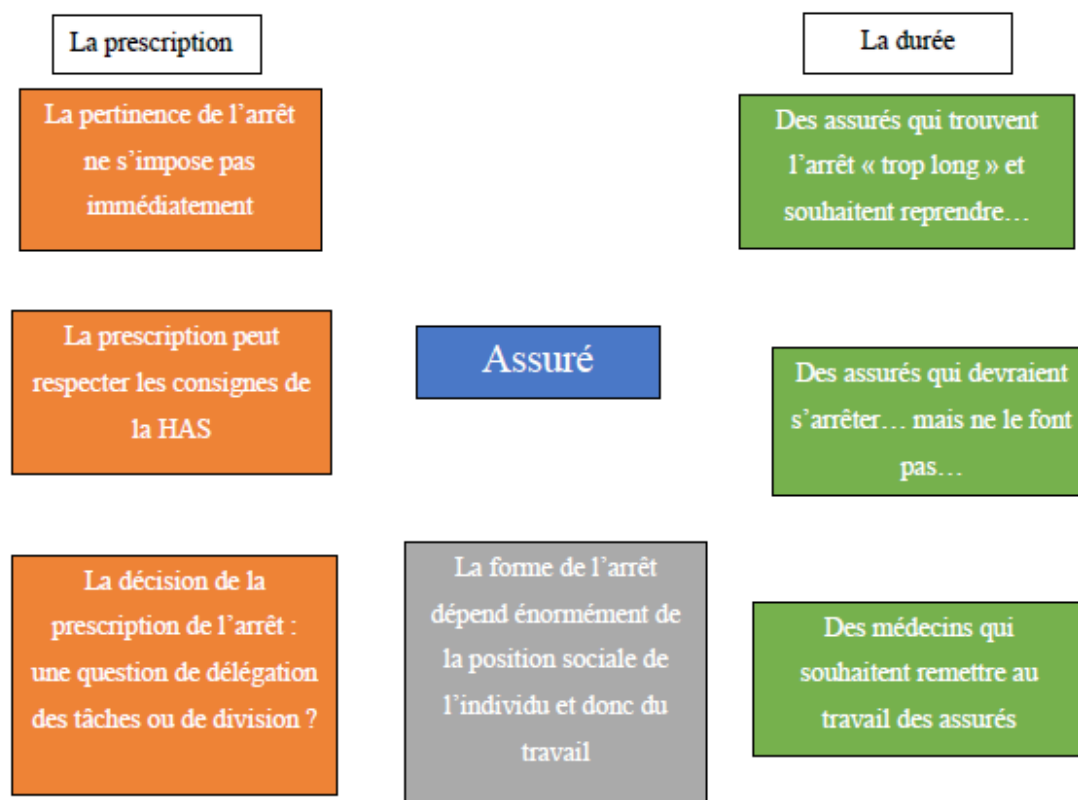 La prescription
La pertinence de l'arrêt
ne s'impose pas
immédiatement
La prescription peut
respecter les consignes de
la HAS
La décision de la
prescription de l'arrêt :
une question de délégation
des tâches ou de division ?
Assuré
La forme de l'arrêt
dépend énormément de
la position sociale de
l'individu et donc du
travail
La durée
Des assurés qui trouvent
l'arrêt « trop long » et
souhaitent reprendre…
Des assurés qui devraient
s'arrêter… mais ne le font
pas…
Des médecins qui
souhaitent remettre au
travail des assurés